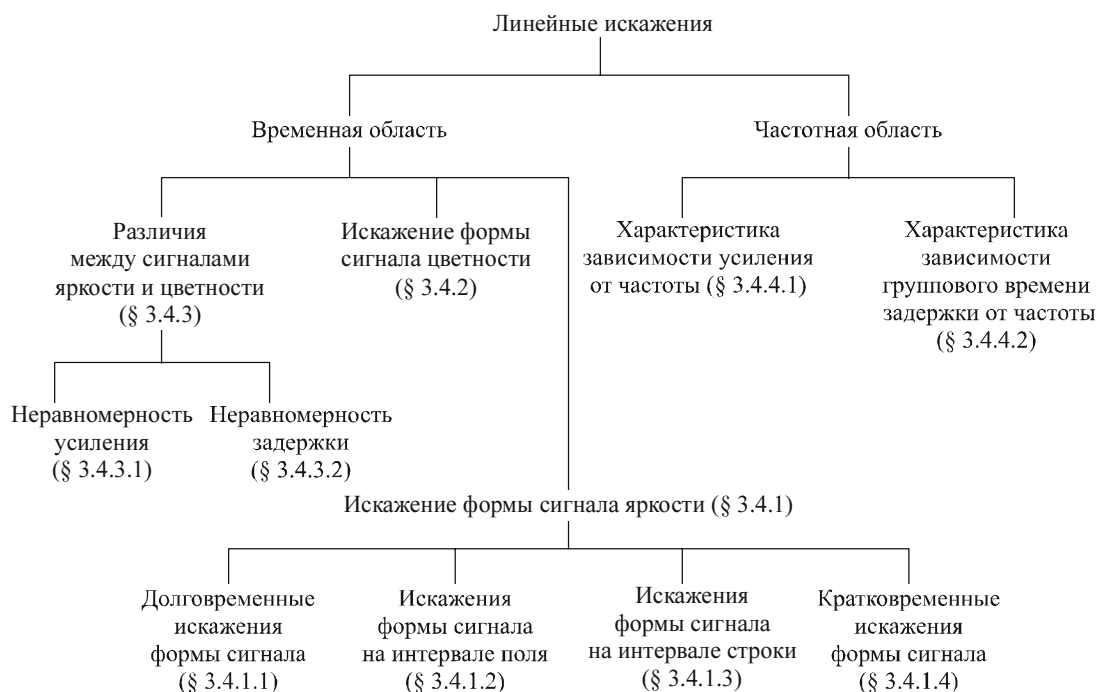 Линейные искажения
Временная область
Частотная область
Различия
между сигналами
яркости и цветности
(§ 3.4.3)
Искажение формы
сигнала цветности
(§ 3.4.2)
Характеристика
зависимости усиления
от частоты (§ 3.4.4.1)
Характеристика
зависимости
группового времени
задержки от частоты
(§ 3.4.4.2)
Неравномерность
усиления
(§ 3.4.3.1)
Неравномерность
задержки
(§ 3.4.3.2)
Искажение формы сигнала яркости (§ 3.4.1)
Долговременные
искажения
формы сигнала
(§ 3.4.1.1)
Искажения
формы сигнала
на интервале поля
(§ 3.4.1.2)
Искажения
формы сигнала
на интервале строки
(§ 3.4.1.3)
Кратковременные
искажения
формы сигнала
(§ 3.4.1.4)